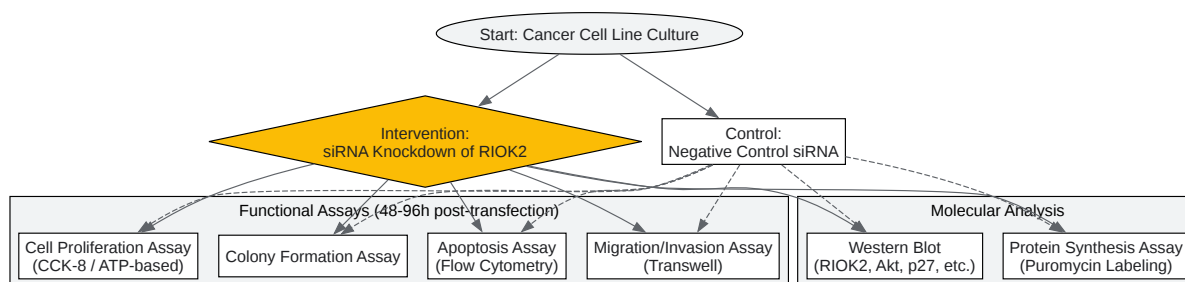 Start: Cancer Cell Line Culture
Intervention:
siRNA Knockdown of RIOK2
Control:
Negative Control siRNA
Functional Assays (48-96h post-transfection)
Cell Proliferation Assay
(CCK-8 / ATP-based)
Colony Formation Assay
Apoptosis Assay
(Flow Cytometry)
Migration/Invasion Assay
(Transwell)
Molecular Analysis
Western Blot
(RIOK2, Akt, p27, etc.)
Protein Synthesis Assay
(Puromycin Labeling)